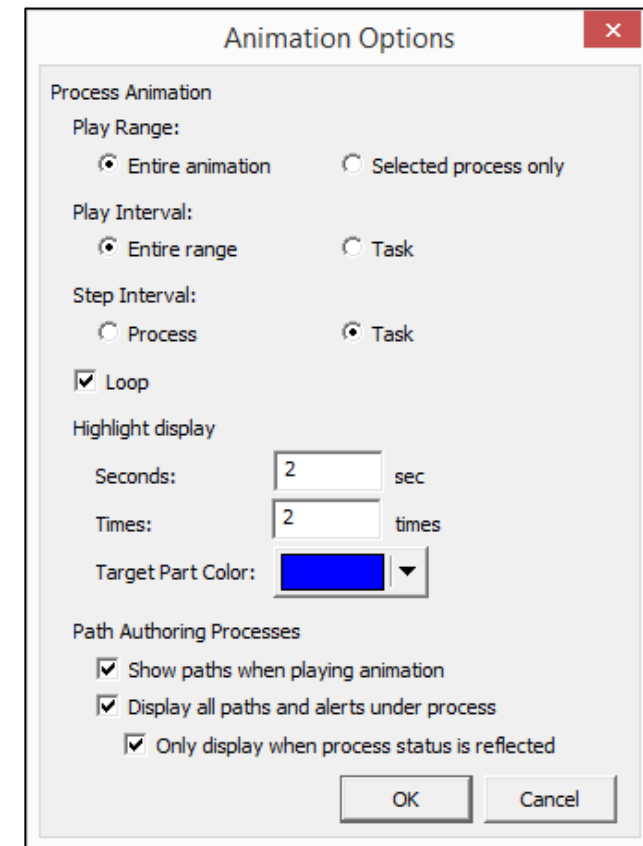 Animation Options
Process Animation
Play Range:
Entire animation Selected process only
Play Interval:
Entire range Task
Step Interval:
Process Task
Loop
Highlight display
Seconds: 2 sec
Times: 2 times
Target Part Color:
Path Authoring Processes
Show paths when playing animation
Display all paths and alerts under process
Only display when process status is reflected
OK Cancel